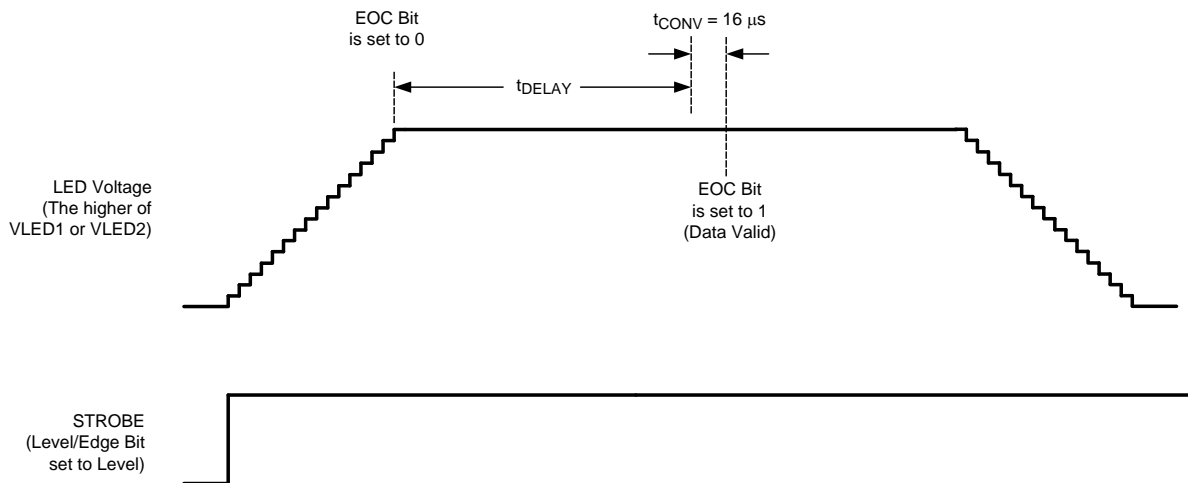 EOC Bit
is set to 0
tCONV = 16 μs
tDELAY
LED Voltage
(The higher of
VLED1 or VLED2)
EOC Bit
is set to 1
(Data Valid)
STROBE
(Level/Edge Bit
set to Level)